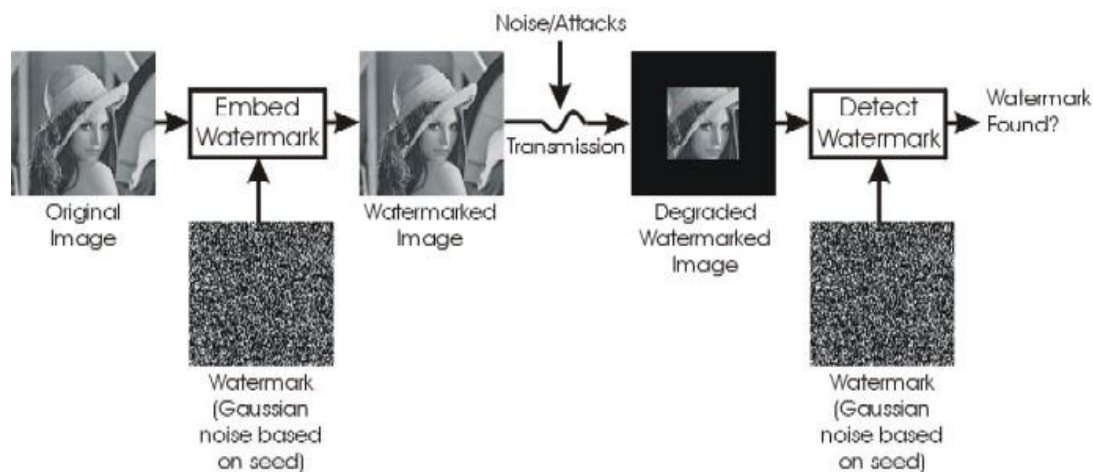 Noise/Attacks
Embed
Watermark
Transmission
Detect
Watermark
Watermark
Found?
Original
Image
Watermarked
Image
Degraded
Watermarked
Image
Watermark
(Gaussian
noise based
on seed)
Watermark
(Gaussian
noise based
on seed)